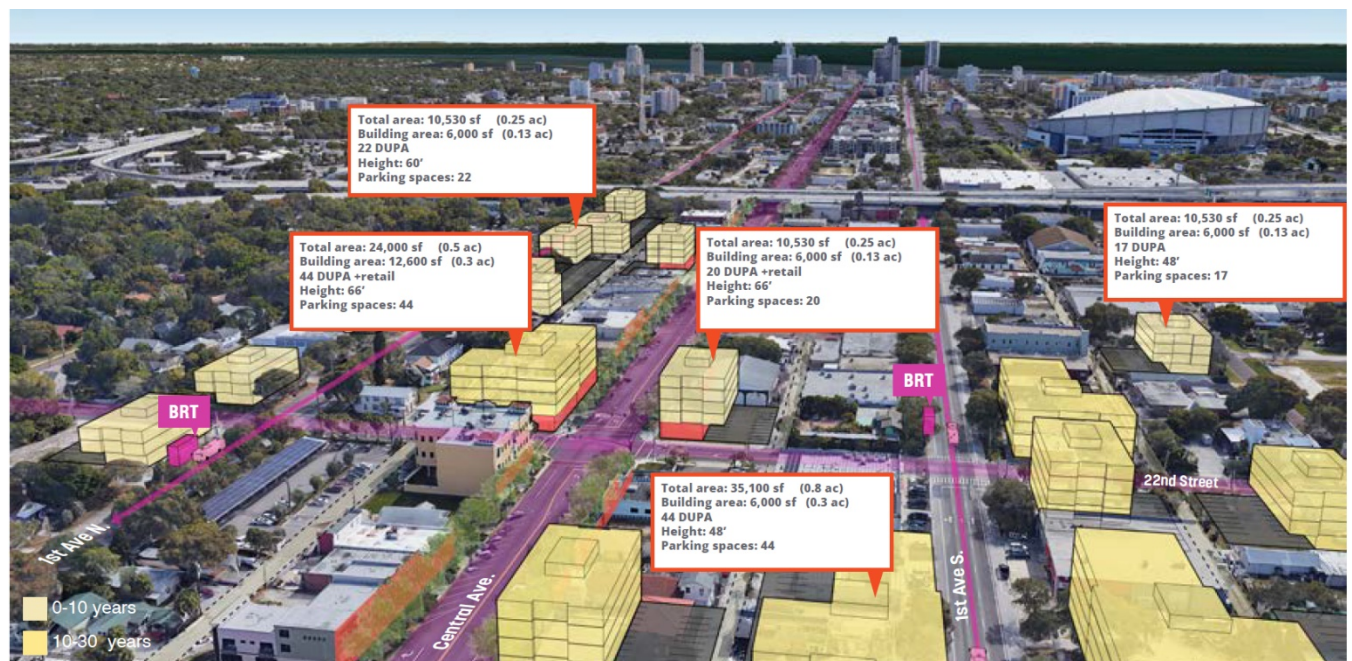 Total area: 10,530 sf (0.25 ac)
Building area: 6,000 sf (0.13 ac)
22 DUPA
Height: 60'
Parking spaces: 22
Total area: 24,000 sf (0.5 ac)
Building area: 12,600 sf (0.3 ac)
44 DUPA +retail
Height: 66'
Parking spaces: 44
Total area: 10,530 sf (0.25 ac)
Building area: 6,000 sf (0.13 ac)
20 DUPA +retail
Height: 66'
Parking spaces: 20
Total area: 10,530 sf (0.25 ac)
Building area: 6,000 sf (0.13 ac)
17 DUPA
Height: 48'
Parking spaces: 17
BRT
BRT
Total area: 35,100 sf (0.8 ac)
Building area: 6,000 sf (0.3 ac)
44 DUPA
Height: 48'
Parking spaces: 44
22nd Street
1st Ave N.
Central Ave.
1st Ave S.
0-10 years
10-30 years